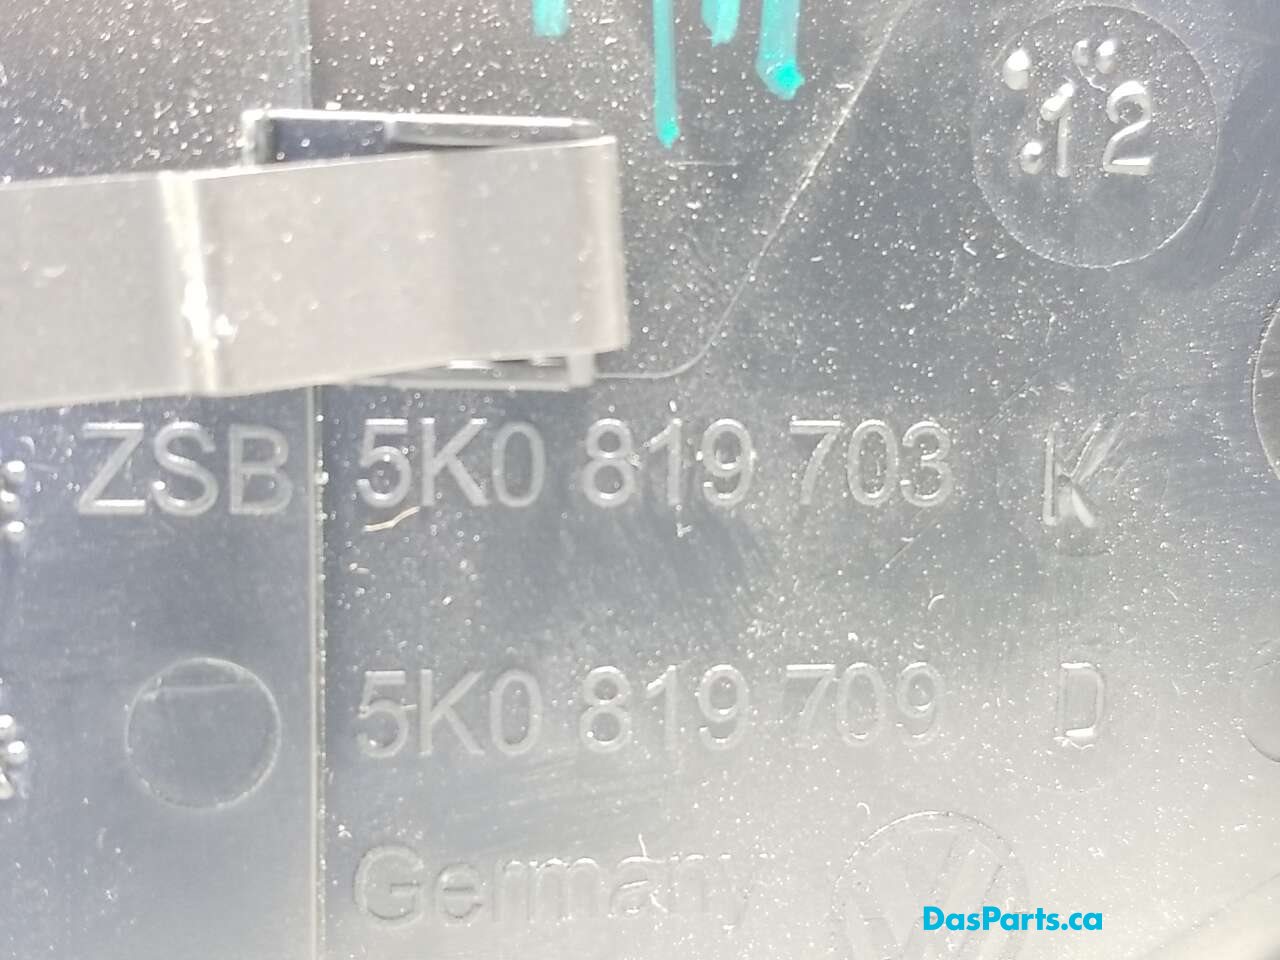 12
ZSB 5K0 819 703 K
5K0 819 709 D
Germany
DasParts.ca